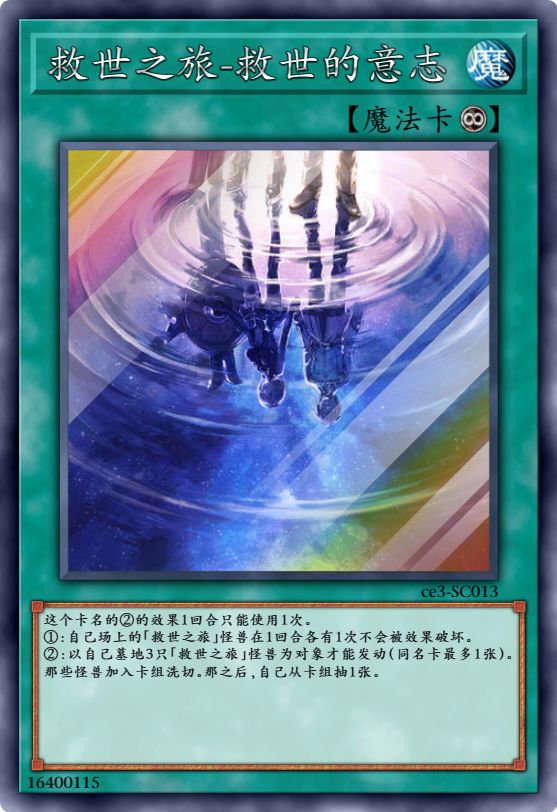 救世之旅-救世的意志
魔
【魔法卡♾】
ce3-SC013
这个卡名的②的效果1回合只能使用1次。
①:自己场上的「救世之旅」怪兽在1回合各有1次不会被效果破坏。
②:以自己墓地3只「救世之旅」怪兽为对象才能发动(同名卡最多1张)。
那些怪兽加入卡组洗切。那之后,自己从卡组抽1张。
16400115